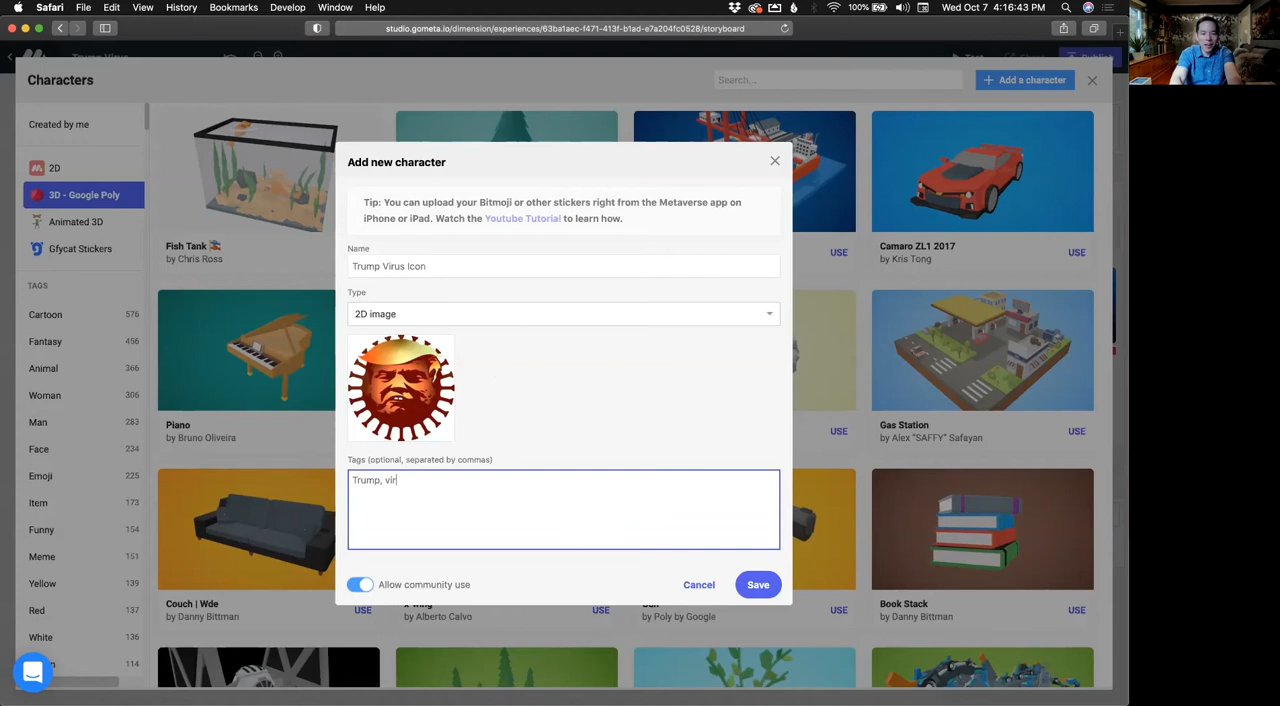 Safari File Edit View History Bookmarks Develop Window Help
100% Wed Oct 7 4:16:43 PM
studio.gometa.io/dimension/experiences/63ba1aec-f471-413f-b1ad-e7a204fc0528/storyboard
Trump Virus
Test
Publish
Characters
Search...
+ Add a character
Created by me
2D
3D - Google Poly
Animated 3D
Gfycat Stickers
TAGS
Cartoon 576
Fantasy 456
Animal 366
Woman 306
Man 283
Face 234
Emoji 225
Item 173
Funny 154
Meme 151
Yellow 139
Red 137
White 136
114
Fish Tank
by Chris Ross
USE
Camaro ZL1 2017
by Kris Tong
USE
Piano
by Bruno Oliveira
USE
Gas Station
by Alex "SAFFY" Safayan
USE
Couch | Wde
by Danny Bittman
USE
by Alberto Calvo
USE
by Poly by Google
USE
Book Stack
by Danny Bittman
USE
Add new character
Tip: You can upload your Bitmoji or other stickers right from the Metaverse app on
iPhone or iPad. Watch the Youtube Tutorial to learn how.
Name
Trump Virus Icon
Type
2D image
Tags (optional, separated by commas)
Trump, vir
Allow community use
Cancel
Save